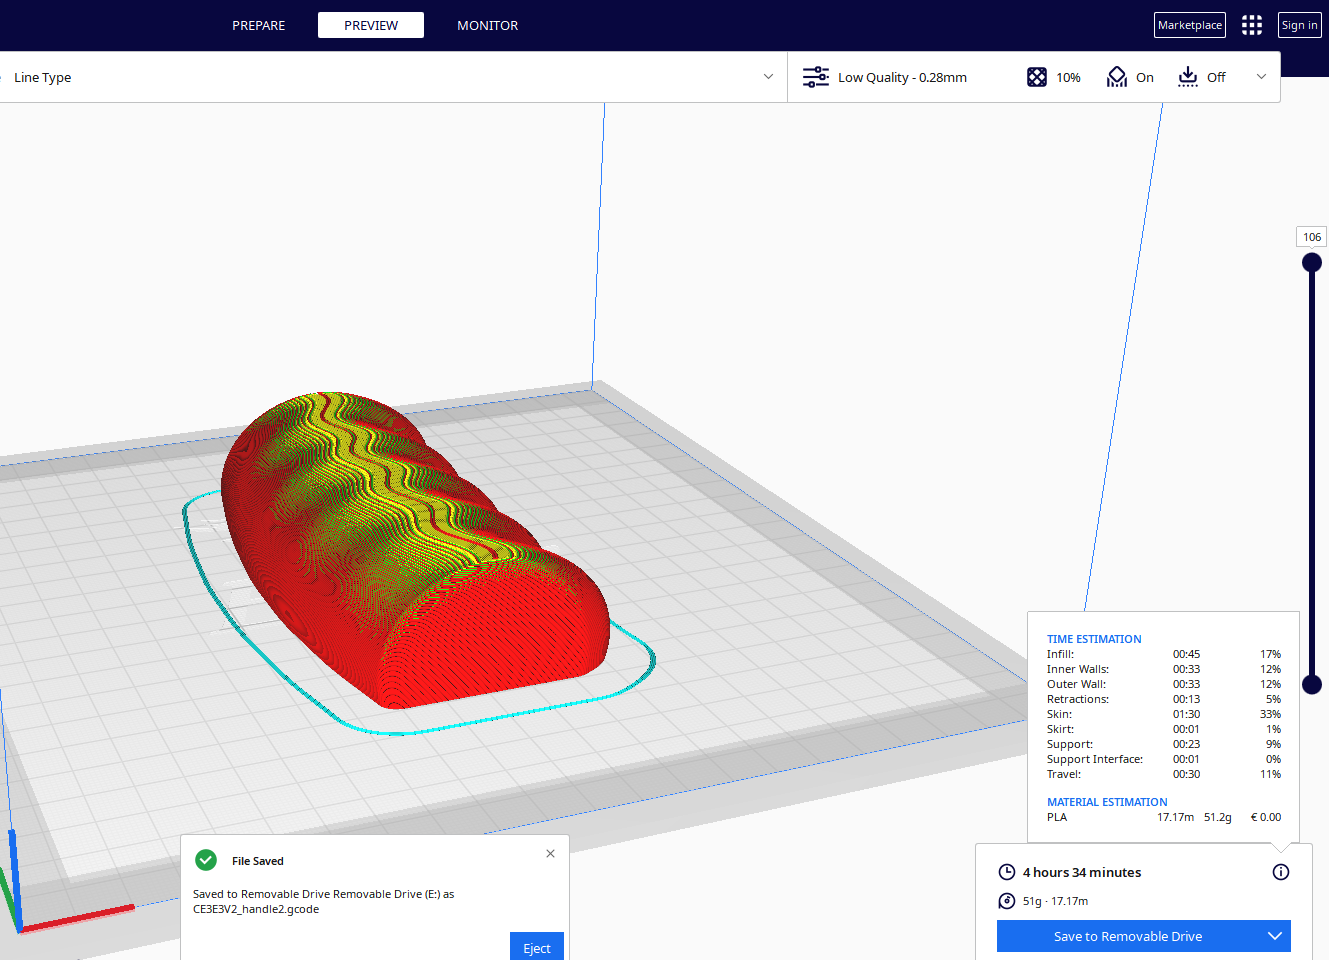 PREPARE PREVIEW MONITOR Marketplace Sign in
Line Type Low Quality - 0.28mm 10% On Off
106
TIME ESTIMATION
Infill: 00:45 17%
Inner Walls: 00:33 12%
Outer Wall: 00:33 12%
Retractions: 00:13 5%
Skin: 01:30 33%
Skirt: 00:01 1%
Support: 00:23 9%
Support Interface: 00:01 0%
Travel: 00:30 11%
MATERIAL ESTIMATION
PLA 17.17m 51.2g € 0.00
4 hours 34 minutes
51g · 17.17m
Save to Removable Drive
File Saved
Saved to Removable Drive Removable Drive (E:) as
CE3E3V2_handle2.gcode
Eject